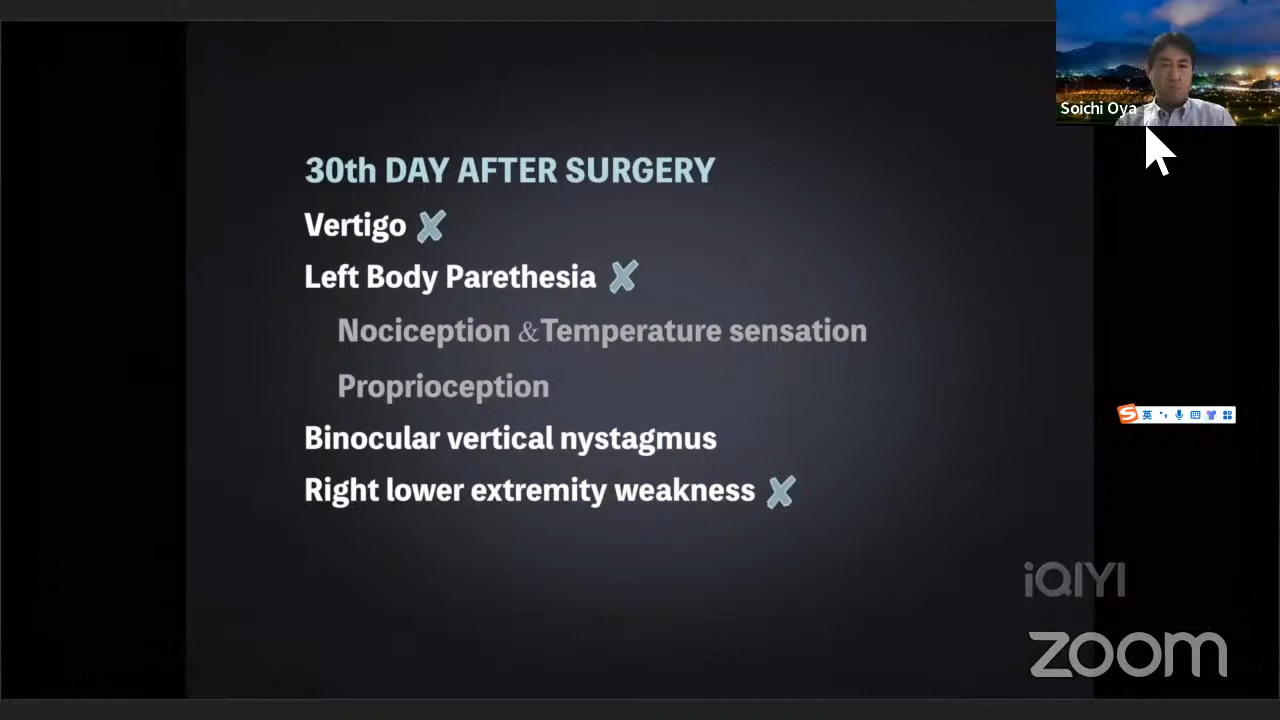 Soichi Oya
30th DAY AFTER SURGERY
Vertigo
Left Body Parethesia
Nociception &Temperature sensation
Proprioception
Binocular vertical nystagmus
Right lower extremity weakness
英
iQIYI
zoom